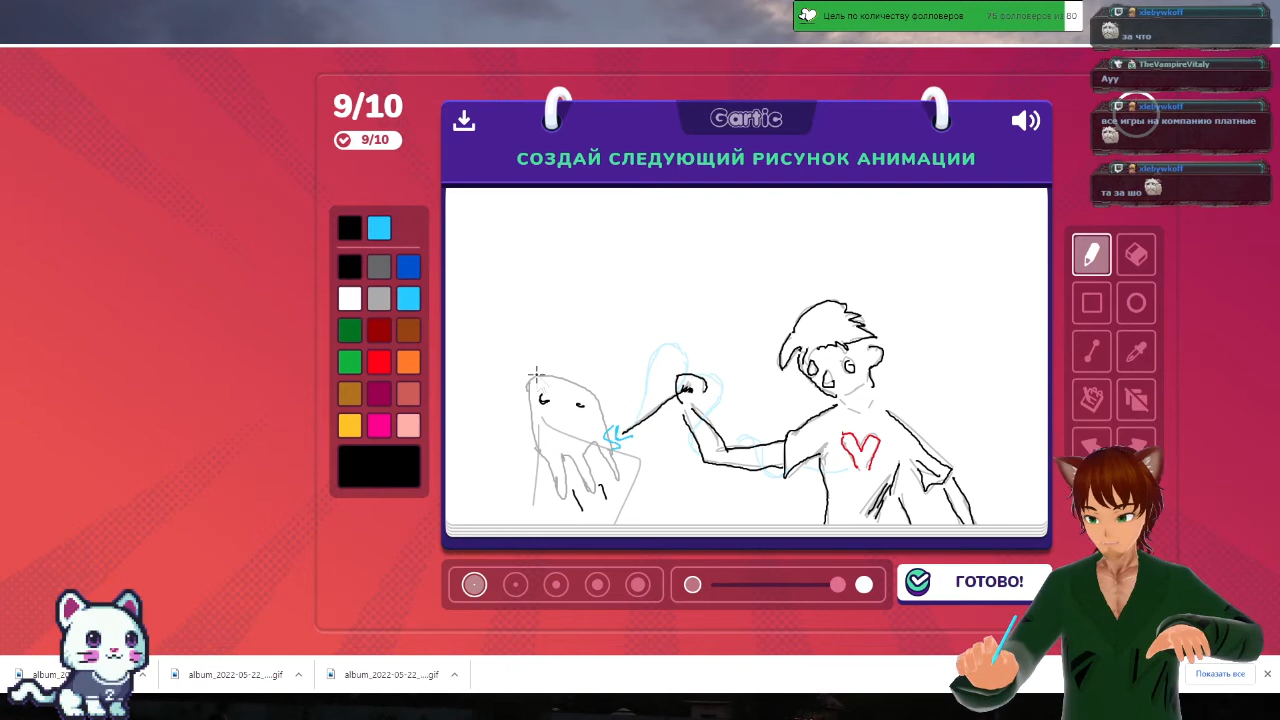 Цель по количеству фолловеров
75 фолловеров из 80
xlebywkoff
за что
TheVampireVitaly
Ауу
xlebywkoff
все игры на компанию платные
xlebywkoff
та за шо
9/10
9/10
Gartic
СОЗДАЙ СЛЕДУЮЩИЙ РИСУНОК АНИМАЦИИ
ГОТОВО!
album_2022-05-22_....gif
album_2022-05-22_....gif
Показать все
2